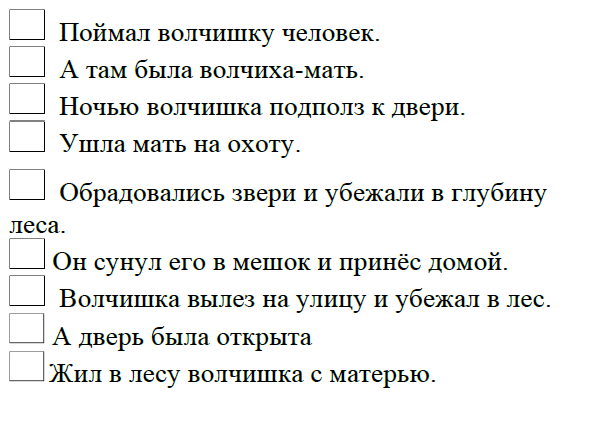 Поймал волчишку человек.
А там была волчиха-мать.
Ночью волчишка подполз к двери.
Ушла мать на охоту.
Обрадовались звери и убежали в глубину
леса.
Он сунул его в мешок и принёс домой.
Волчишка вылез на улицу и убежал в лес.
А дверь была открыта
Жил в лесу волчишка с матерью.